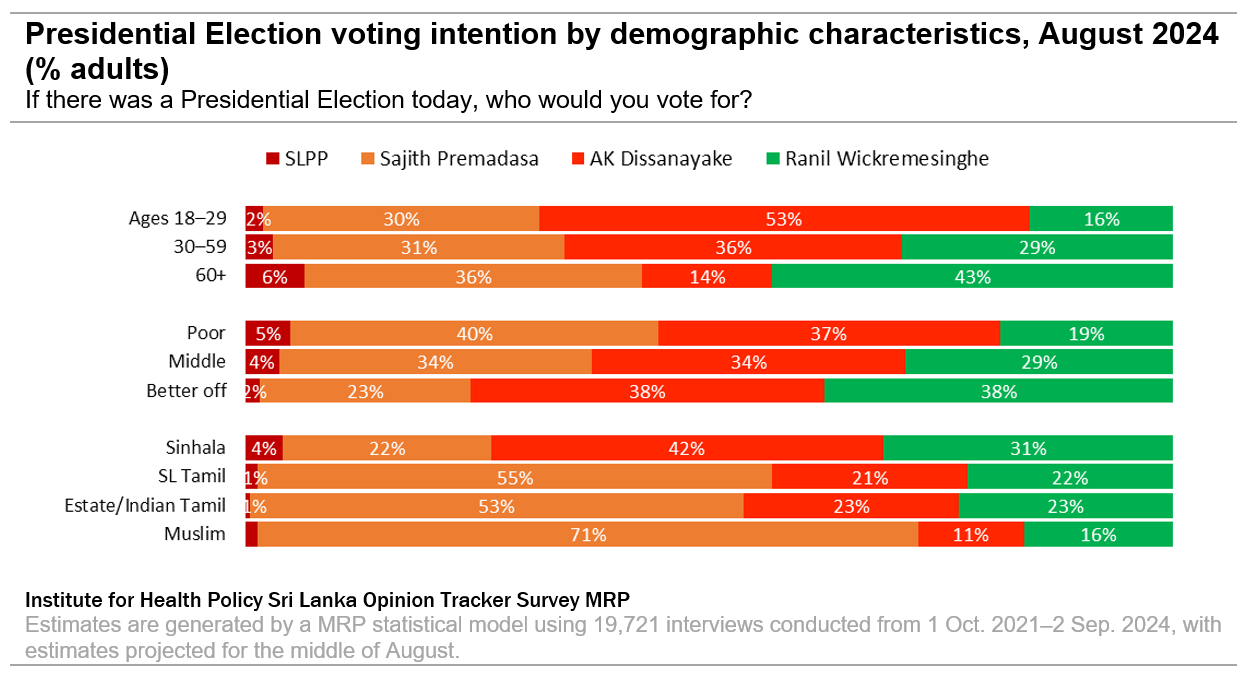 Presidential Election voting intention by demographic characteristics, August 2024
(% adults)
If there was a Presidential Election today, who would you vote for?
SLPP Sajith Premadasa AK Dissanayake Ranil Wickremesinghe
Ages 18–29 2% 30% 53% 16%
30–59 3% 31% 36% 29%
60+ 6% 36% 14% 43%
Poor 5% 40% 37% 19%
Middle 4% 34% 34% 29%
Better off 2% 23% 38% 38%
Sinhala 4% 22% 42% 31%
SL Tamil 1% 55% 21% 22%
Estate/Indian Tamil 1% 53% 23% 23%
Muslim 71% 11% 16%
Institute for Health Policy Sri Lanka Opinion Tracker Survey MRP
Estimates are generated by a MRP statistical model using 19,721 interviews conducted from 1 Oct. 2021–2 Sep. 2024, with
estimates projected for the middle of August.